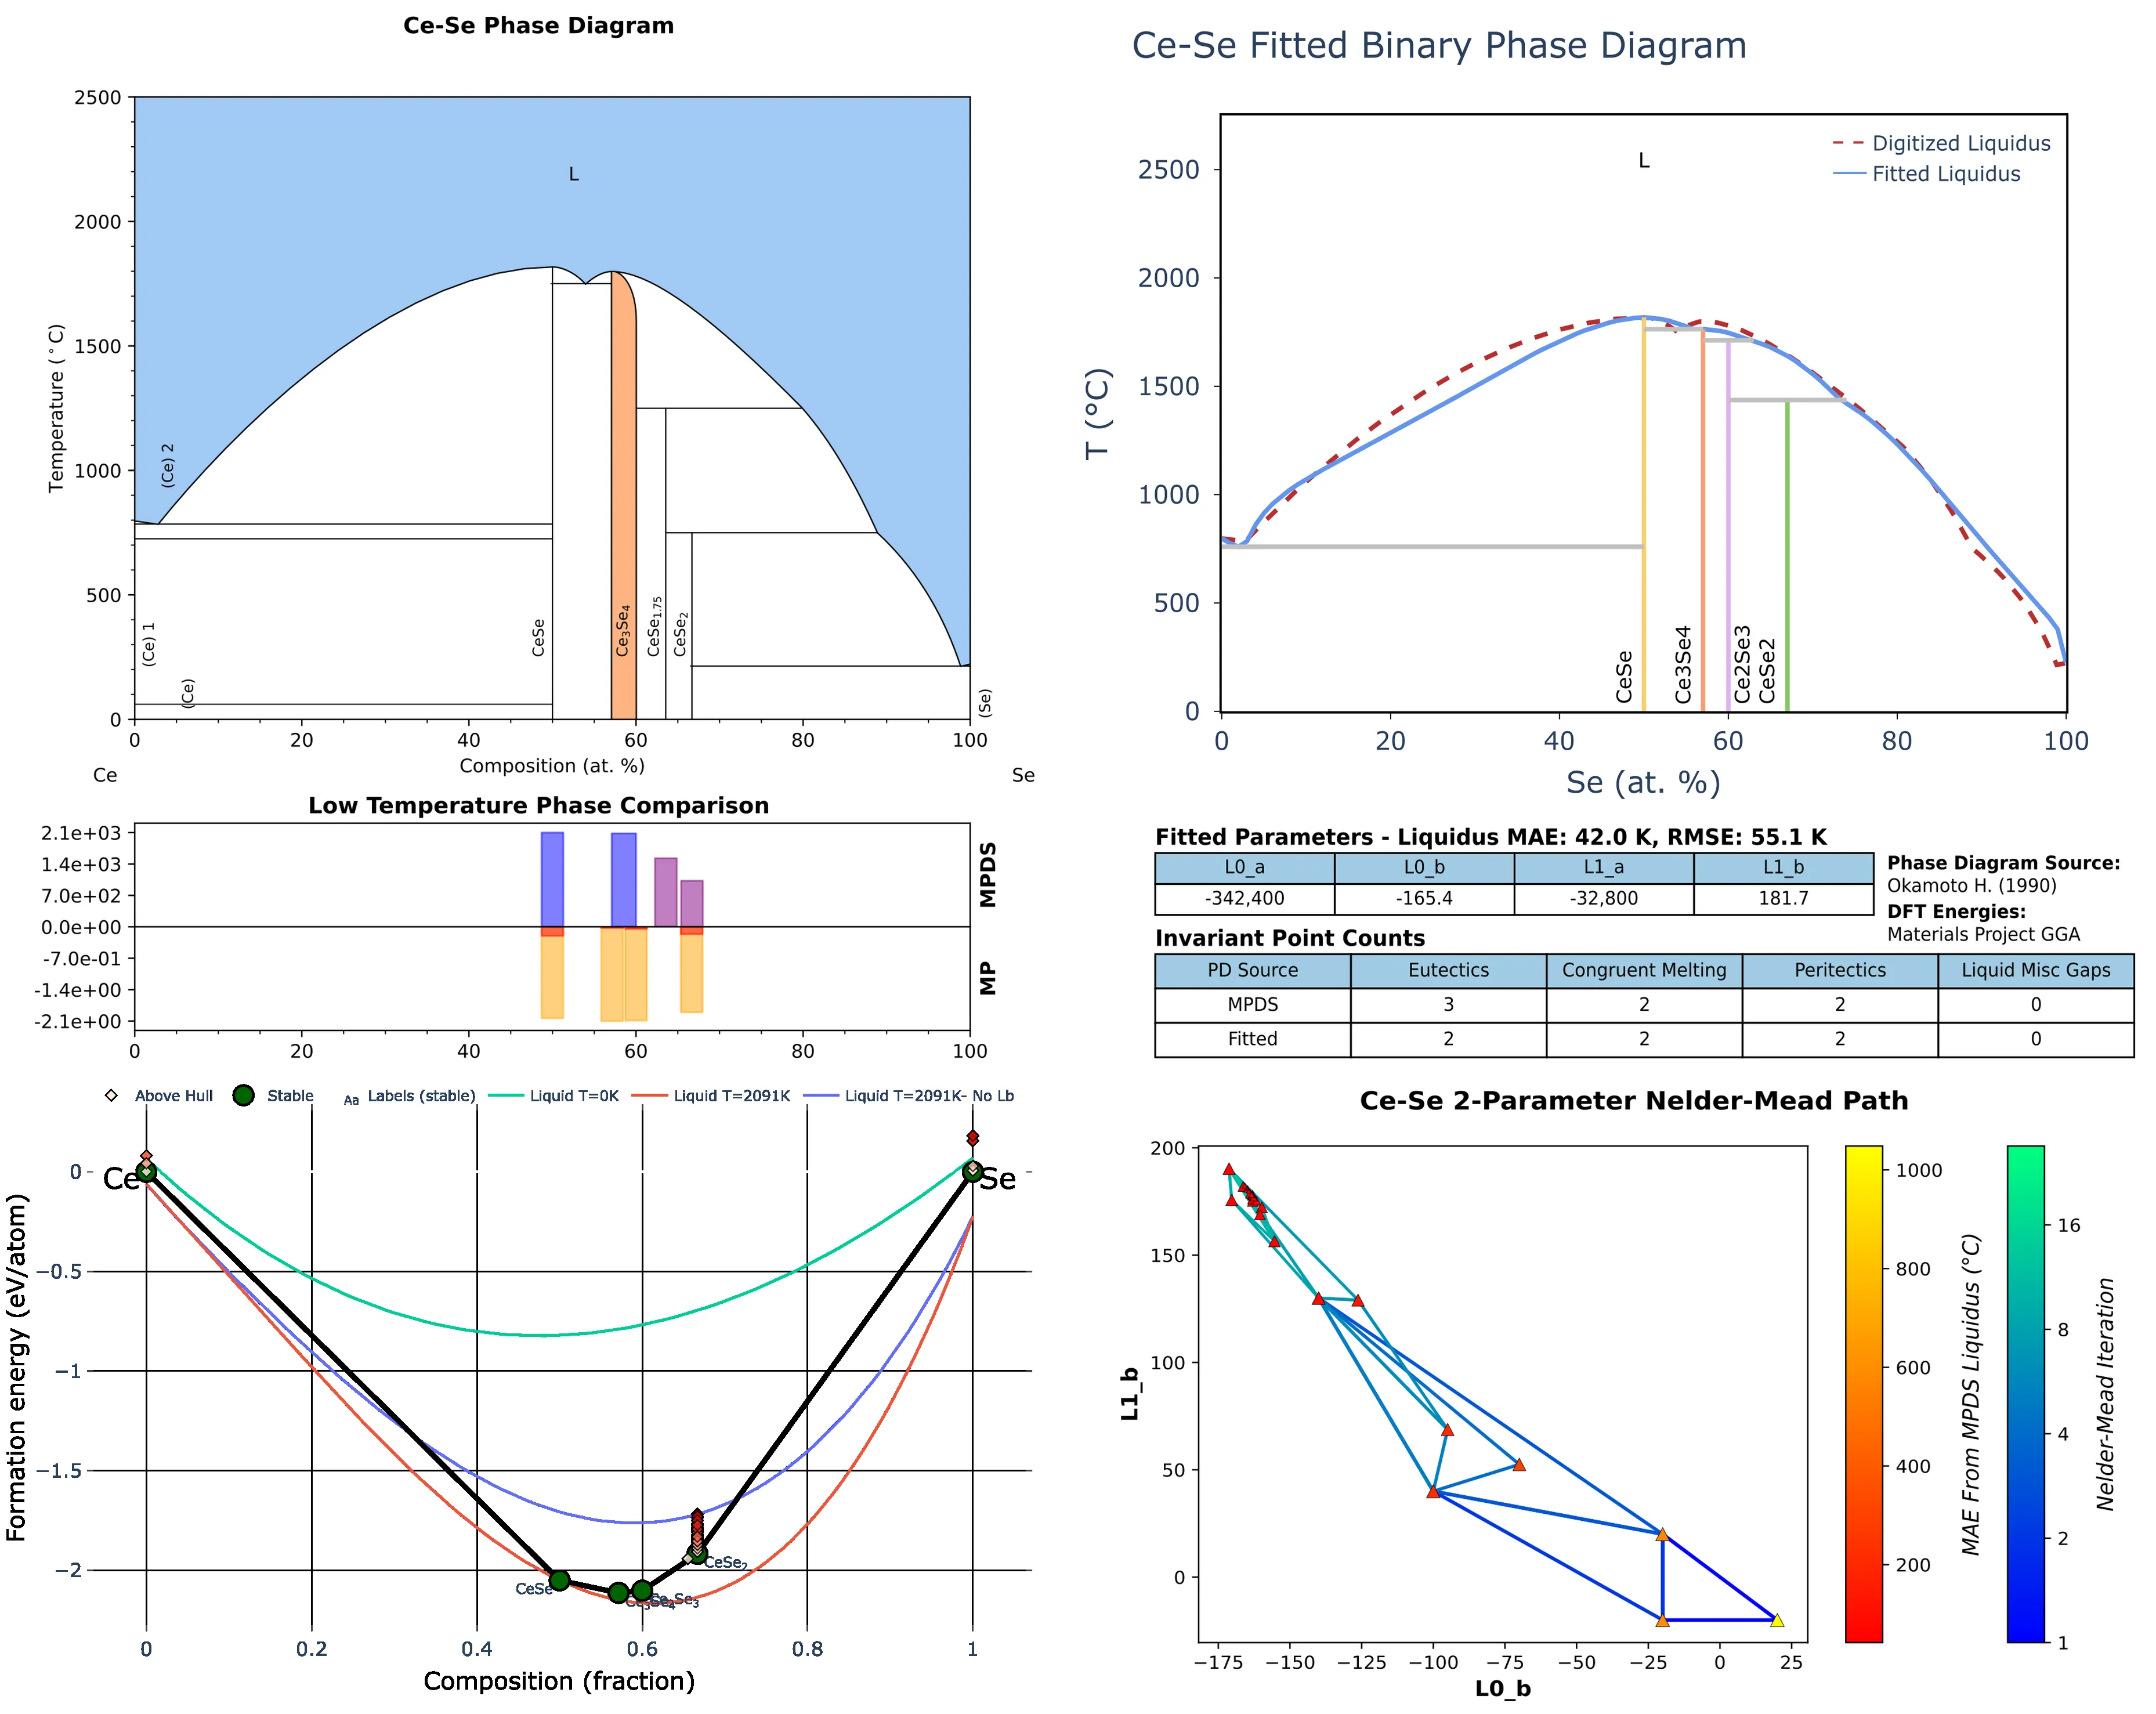 Ce-Se Phase Diagram
2500
2000
1500
1000
500
0
Temperature (°C)
L
(Ce) 2
(Ce) 1
(Ce)
CeSe
Ce3Se4
CeSe1.75
CeSe2
(Se)
0 20 40 60 80 100
Composition (at. %)
Ce Se
Low Temperature Phase Comparison
2.1e+03
1.4e+03
7.0e+02
0.0e+00
-7.0e-01
-1.4e+00
-2.1e+00
MPDS
MP
0 20 40 60 80 100
Above Hull Stable Aa Labels (stable) Liquid T=0K Liquid T=2091K Liquid T=2091K- No Lb
Ce Se
0
−0.5
−1
−1.5
−2
Formation energy (eV/atom)
CeSe
Ce3Se4
Ce2Se3
CeSe2
0 0.2 0.4 0.6 0.8 1
Composition (fraction)
Ce-Se Fitted Binary Phase Diagram
Digitized Liquidus
Fitted Liquidus
L
2500
2000
1500
1000
500
0
T (°C)
CeSe
Ce3Se4
Ce2Se3
CeSe2
0 20 40 60 80 100
Se (at. %)
Fitted Parameters - Liquidus MAE: 42.0 K, RMSE: 55.1 K
L0_a L0_b L1_a L1_b
-342,400 -165.4 -32,800 181.7
Phase Diagram Source:
Okamoto H. (1990)
DFT Energies:
Materials Project GGA
Invariant Point Counts
PD Source Eutectics Congruent Melting Peritectics Liquid Misc Gaps
MPDS 3 2 2 0
Fitted 2 2 2 0
Ce-Se 2-Parameter Nelder-Mead Path
200
150
100
50
0
L1_b
−175 −150 −125 −100 −75 −50 −25 0 25
L0_b
1000
800
600
400
200
MAE From MPDS Liquidus (°C)
16
8
4
2
1
Nelder-Mead Iteration